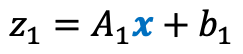 z₁ = A₁x + b₁